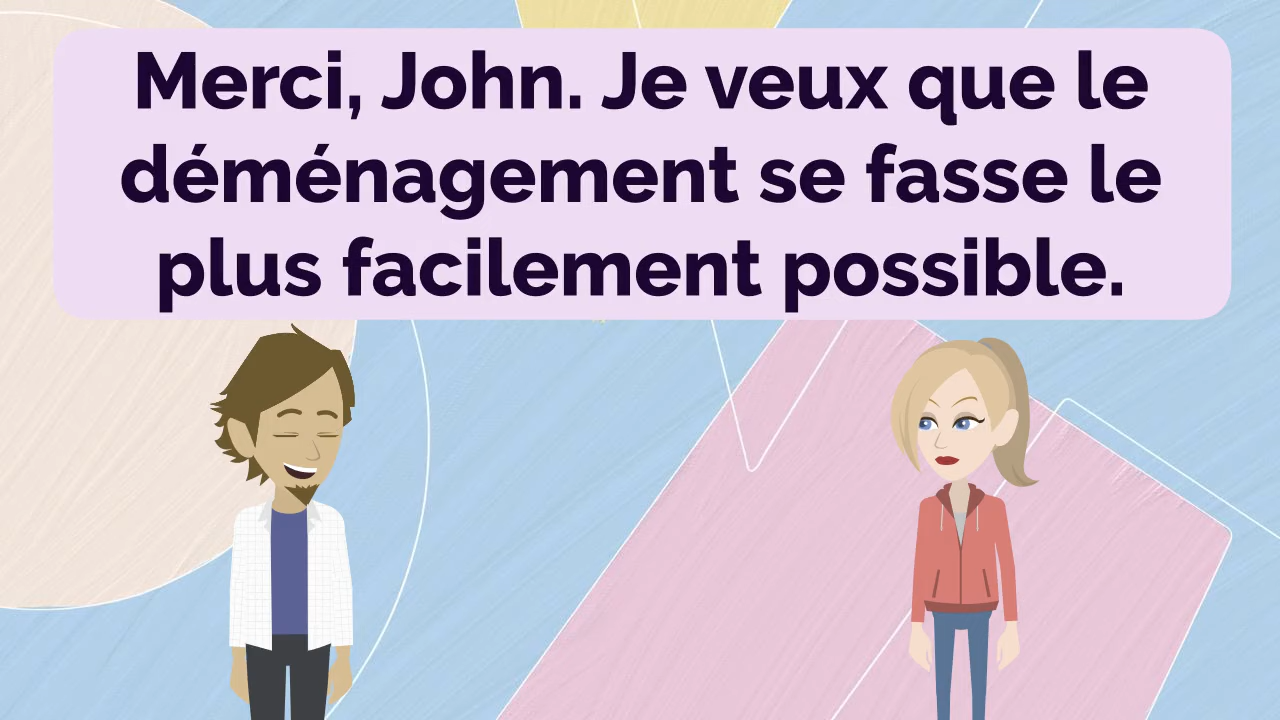 Merci, John. Je veux que le
déménagement se fasse le
plus facilement possible.